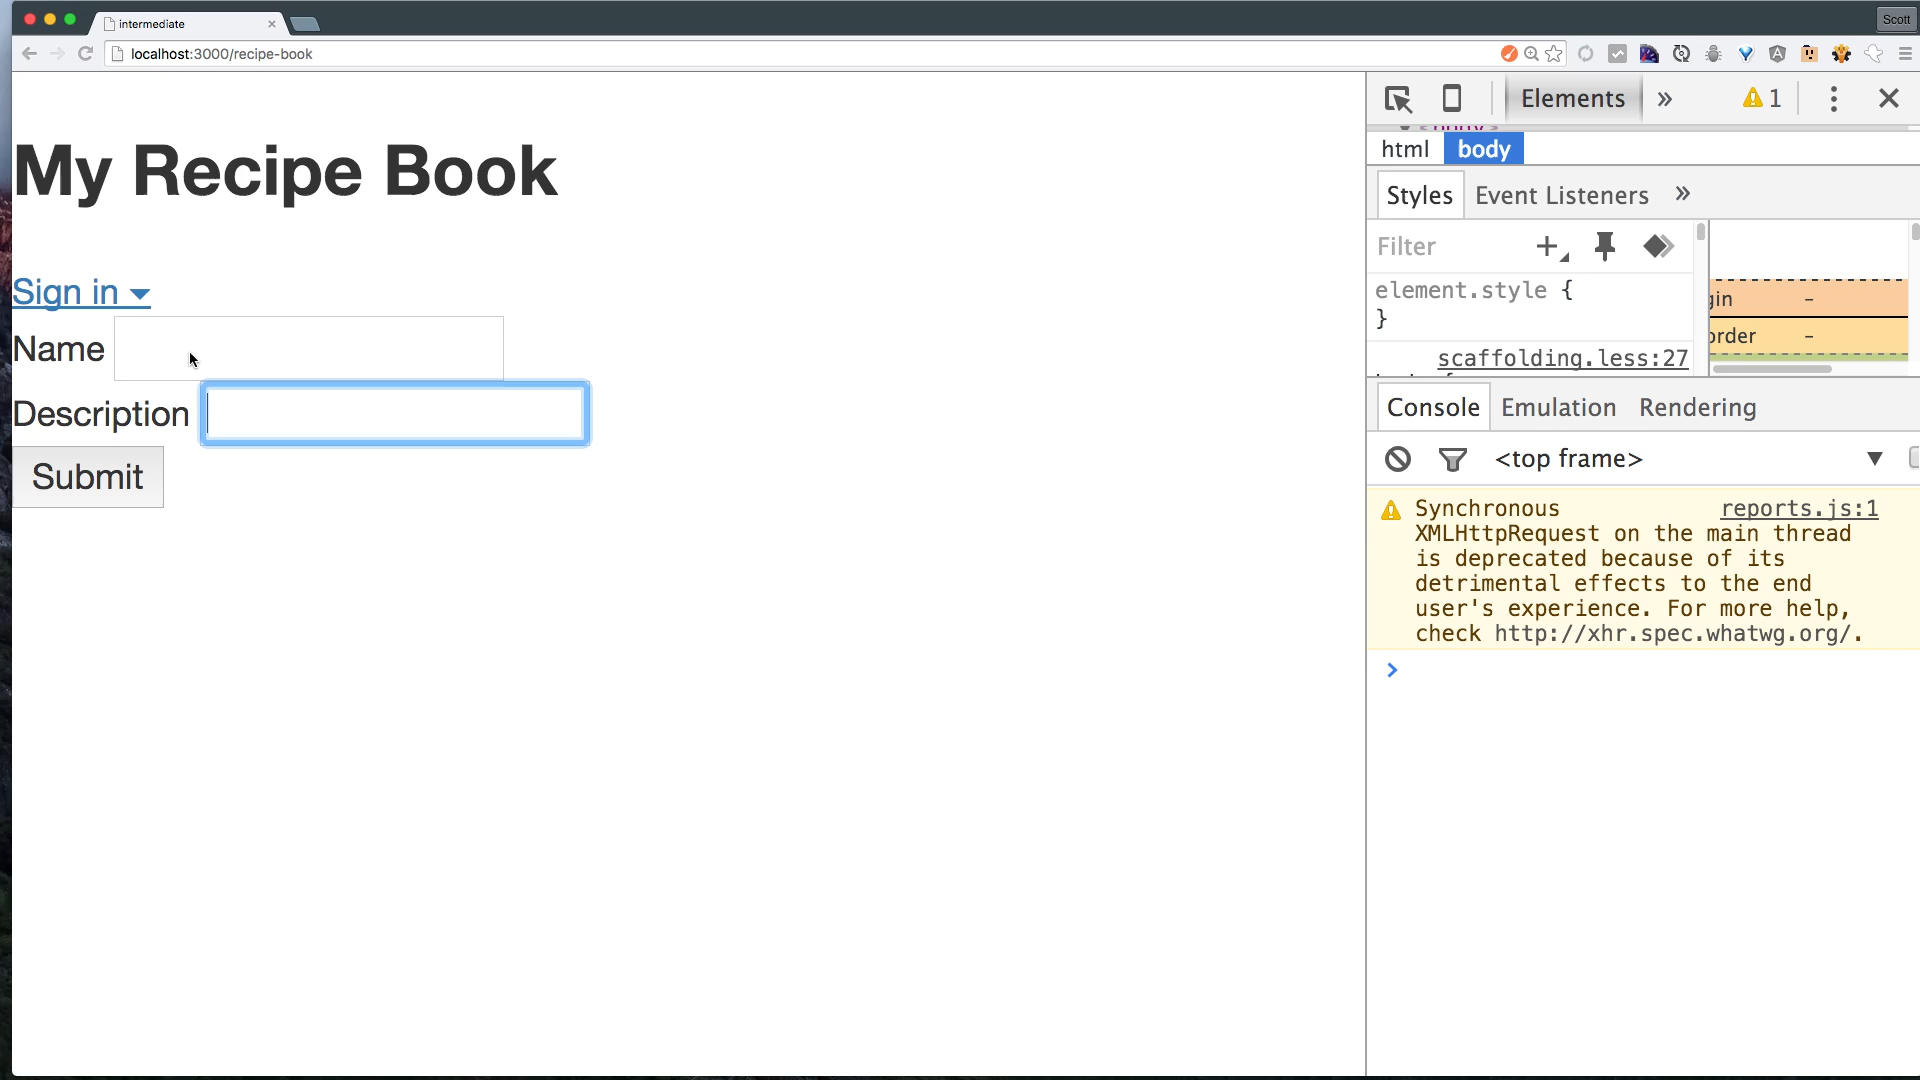 intermediate
Scott
localhost:3000/recipe-book
My Recipe Book
Sign in
Name
Description
Submit
Elements
1
html body
Styles Event Listeners
Filter
element.style {
}
scaffolding.less:27
gin -
order -
Console Emulation Rendering
<top frame>
Synchronous reports.js:1
XMLHttpRequest on the main thread
is deprecated because of its
detrimental effects to the end
user's experience. For more help,
check http://xhr.spec.whatwg.org/.